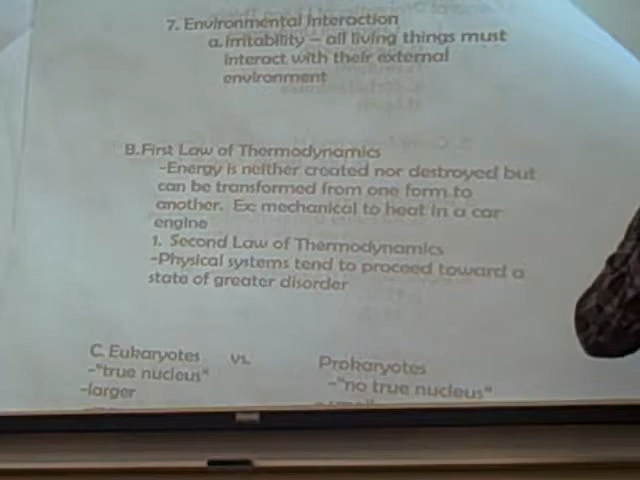 7. Environmental Interaction
a. Irritability – all living things must
interact with their external
environment
B. First Law of Thermodynamics
-Energy is neither created nor destroyed but
can be transformed from one form to
another. Ex: mechanical to heat in a car
engine
1. Second Law of Thermodynamics
-Physical systems tend to proceed toward a
state of greater disorder
C. Eukaryotes vs. Prokaryotes
-"true nucleus" -"no true nucleus"
-larger